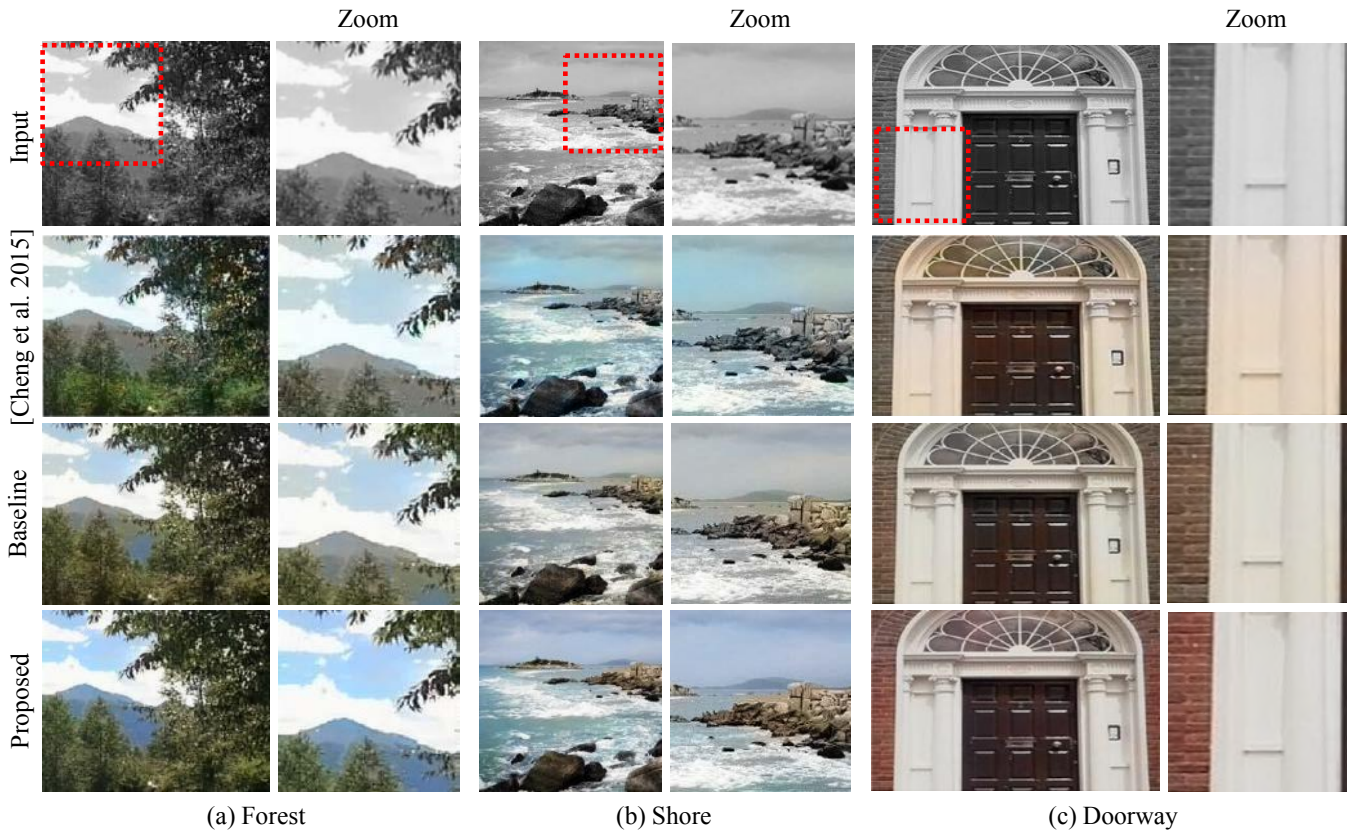 Zoom Zoom Zoom
Input
[Cheng et al. 2015]
Baseline
Proposed
(a) Forest (b) Shore (c) Doorway